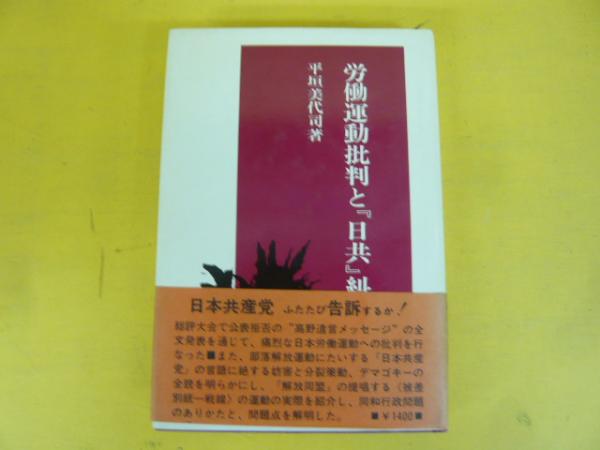 労働運動批判と『日共』糾
平垣美代司著
日本共産党 ふたたび告訴するか!
総評大会で公表拒否の“高野遺言メッセージ”の全
文発表を通じて、痛烈な日本労働運動への批判を行
なった■また、部落解放運動にたいする「日本共産
党」の言語に絶する妨害と分裂策動、デマゴギーの
全貌を明らかにし、「解放同盟」の提唱する〈被差
別統一戦線〉の運動の実際を紹介し、同和行政問題
のありかたと、問題点を解明した。 ■¥1400■